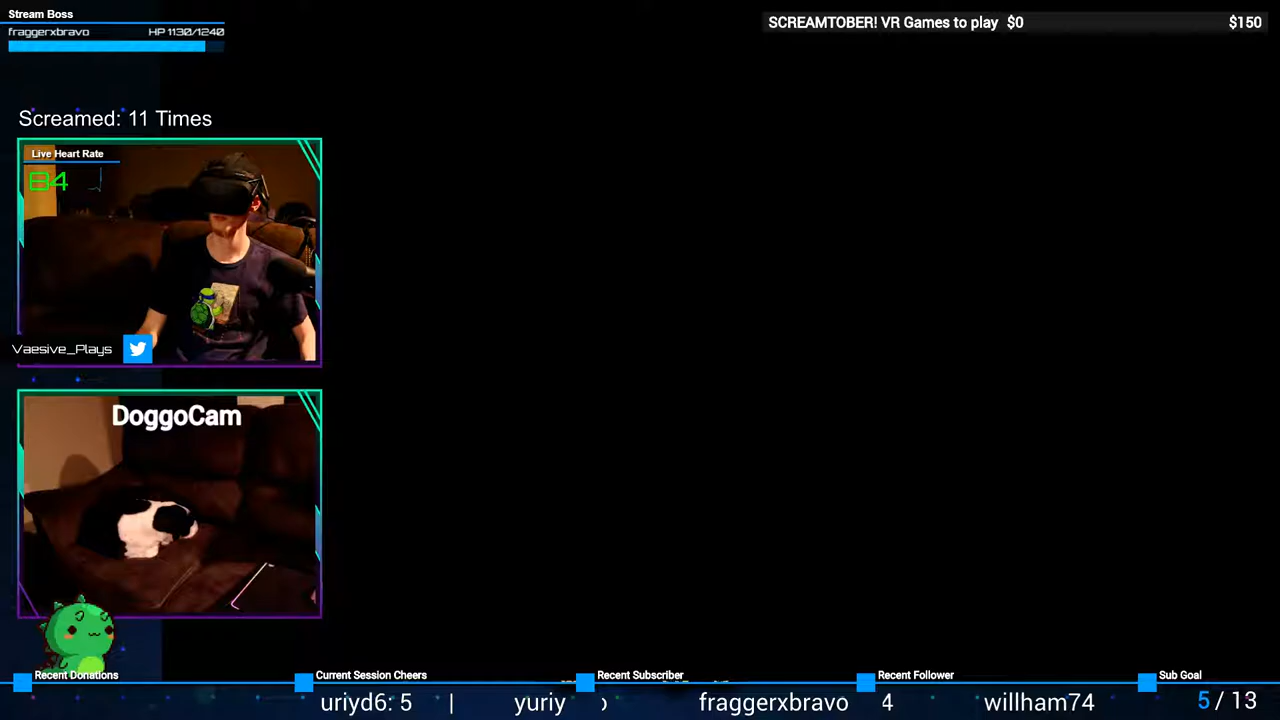 Stream Boss
fraggerxbravo HP 1130/1240
SCREAMTOBER! VR Games to play $0 $150
Screamed: 11 Times
Live Heart Rate
84
Vaesive_Plays
DoggoCam
Recent Donations
Current Session Cheers
uriyd6: 5 | yuriy
Recent Subscriber
fraggerxbravo
Recent Follower
4 willham74
Sub Goal
5 / 13